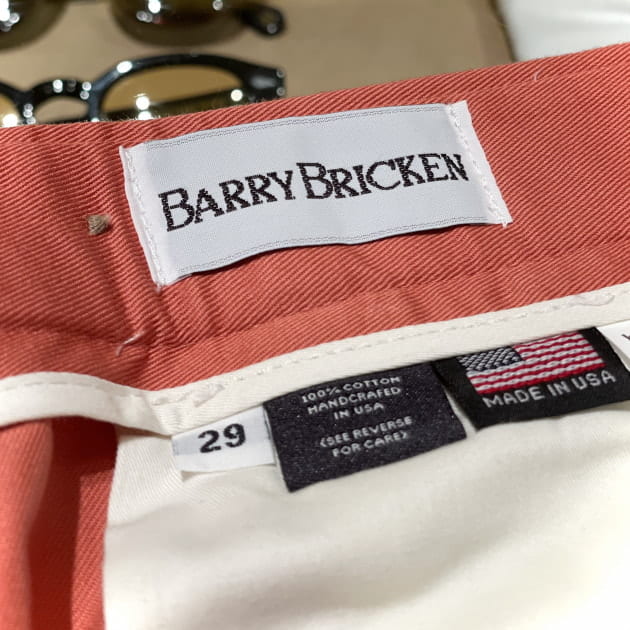 BARRY BRICKEN
29
100% COTTON
HANDCRAFTED
IN USA
(SEE REVERSE
FOR CARE)
MADE IN USA